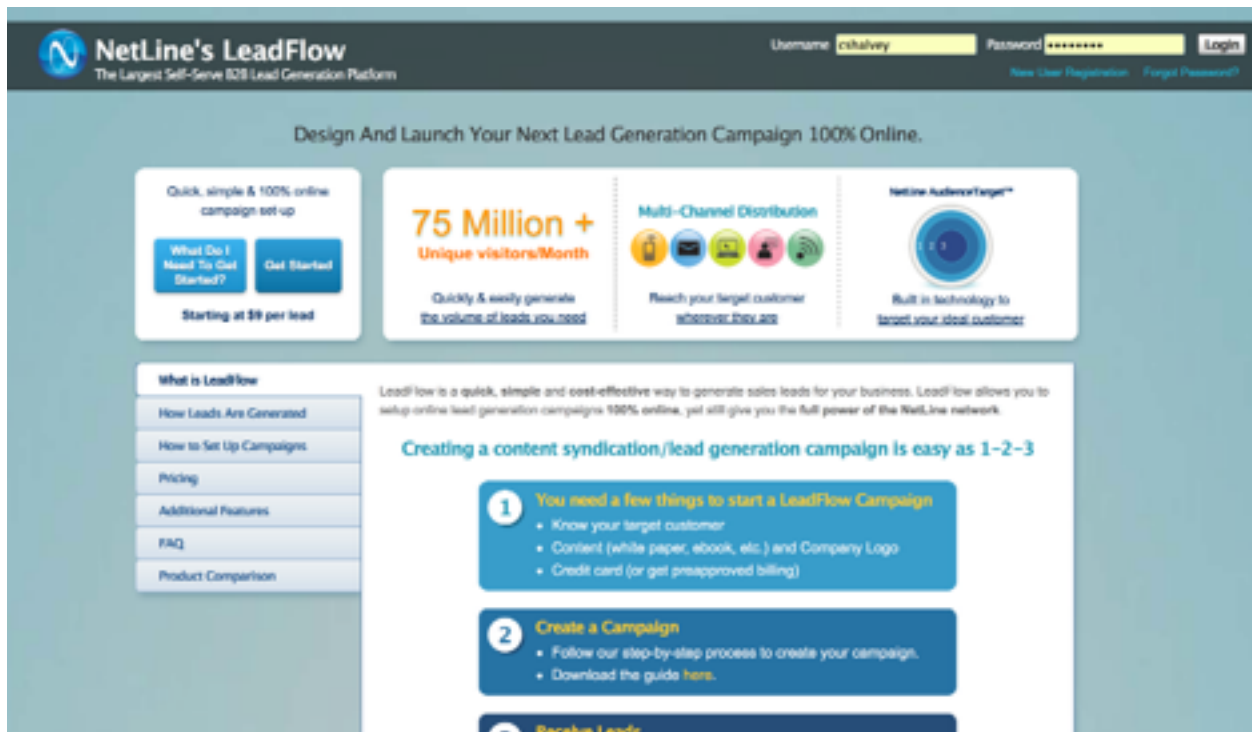 NetLine's LeadFlow
The Largest Self-Serve B2B Lead Generation Platform
Username cshalvey Password •••••••• Login
New User Registration Forgot Password?
Design And Launch Your Next Lead Generation Campaign 100% Online.
Quick, simple & 100% online
campaign set-up
What Do I
Need To Get
Started?
Get Started
Starting at $9 per lead
75 Million +
Unique visitors/Month
Quickly & easily generate
the volume of leads you need
Multi-Channel Distribution
Reach your target customer
wherever they are
NetLine AudienceTarget™
1 2 3
Built in technology to
target your ideal customer
What is LeadFlow
How Leads Are Generated
How to Set Up Campaigns
Pricing
Additional Features
FAQ
Product Comparison
LeadFlow is a quick, simple and cost-effective way to generate sales leads for your business. LeadFlow allows you to
setup online lead generation campaigns 100% online, yet still give you the full power of the NetLine network.
Creating a content syndication/lead generation campaign is easy as 1-2-3
1 You need a few things to start a LeadFlow Campaign
• Know your target customer
• Content (white paper, ebook, etc.) and Company Logo
• Credit card (or get preapproved billing)
2 Create a Campaign
• Follow our step-by-step process to create your campaign.
• Download the guide here.
Receive Leads